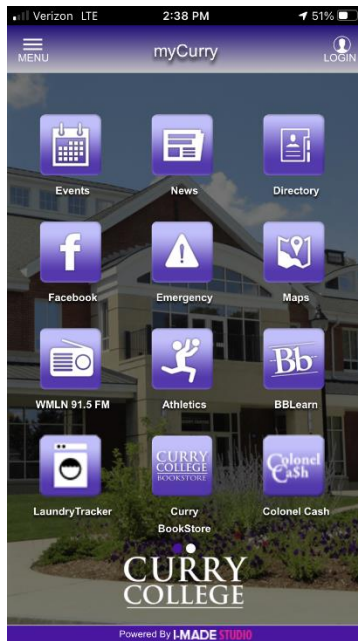 Verizon LTE 2:38 PM 51%
MENU myCurry LOGIN
Events News Directory
f
Facebook Emergency Maps
Bb
WMLN 91.5 FM Athletics BBLearn
CURRY
COLLEGE
BOOKSTORE
Colonel
Ca$h
LaundryTracker Curry
BookStore Colonel Cash
CURRY
COLLEGE
Powered By I-MADE STUDIO